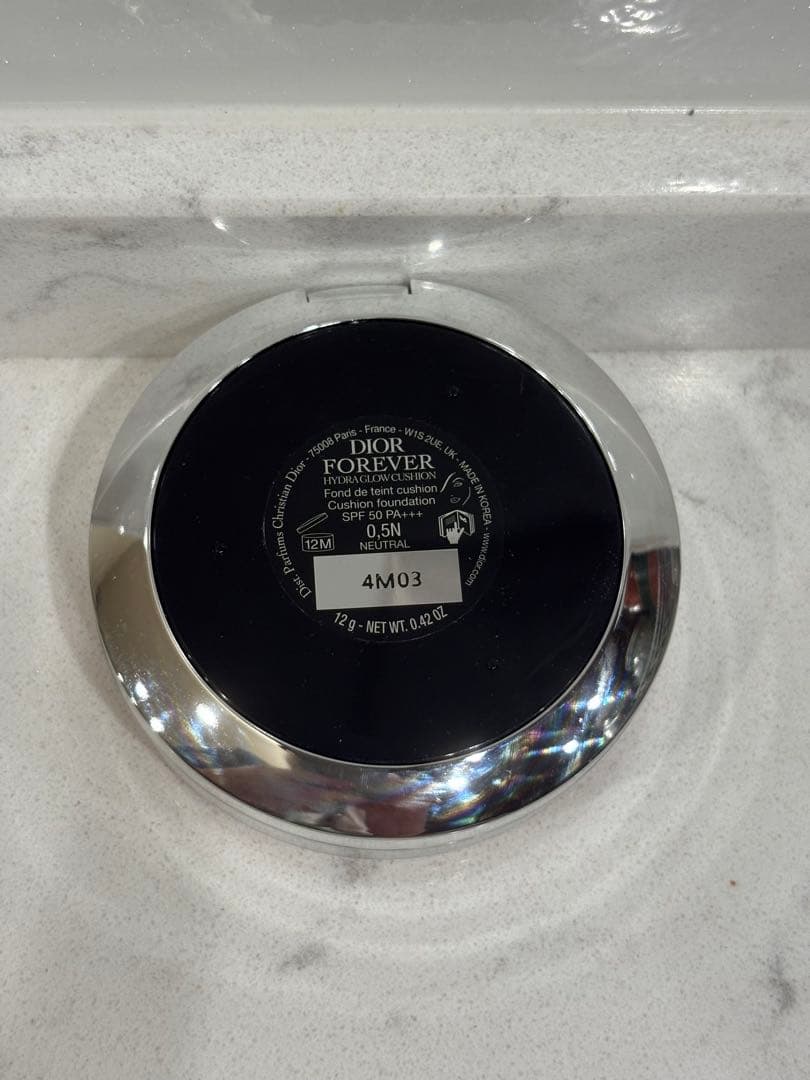 Dist. Parfums Christian Dior - 75008 Paris - France - W1S 2UE, UK - MADE IN KOREA - www.dior.com
DIOR
FOREVER
HYDRA GLOW CUSHION
Fond de teint cushion
Cushion foundation
SPF 50 PA+++
0,5N
NEUTRAL
12M
4M03
12 g - NET WT. 0.42 OZ